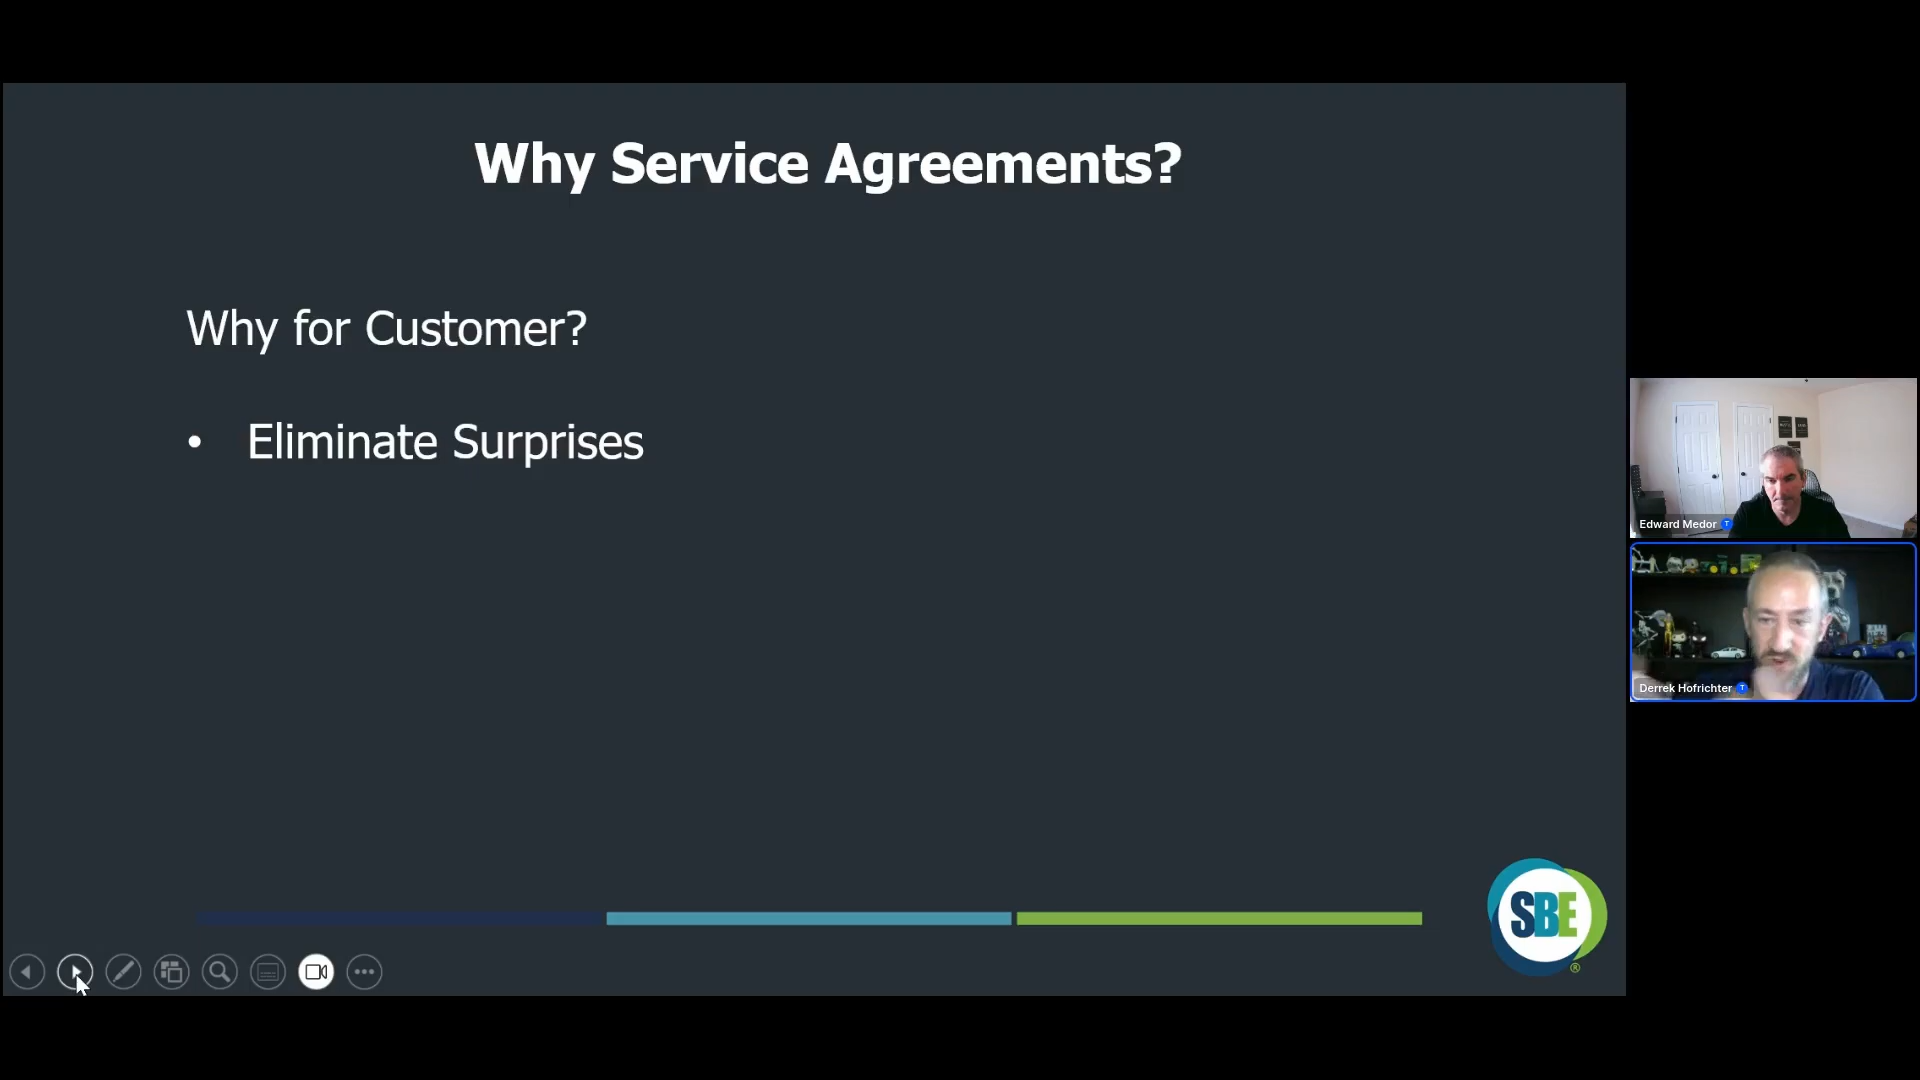 Why Service Agreements?
Why for Customer?
• Eliminate Surprises
Edward Medor T
Derrek Hofrichter T
SBE
®